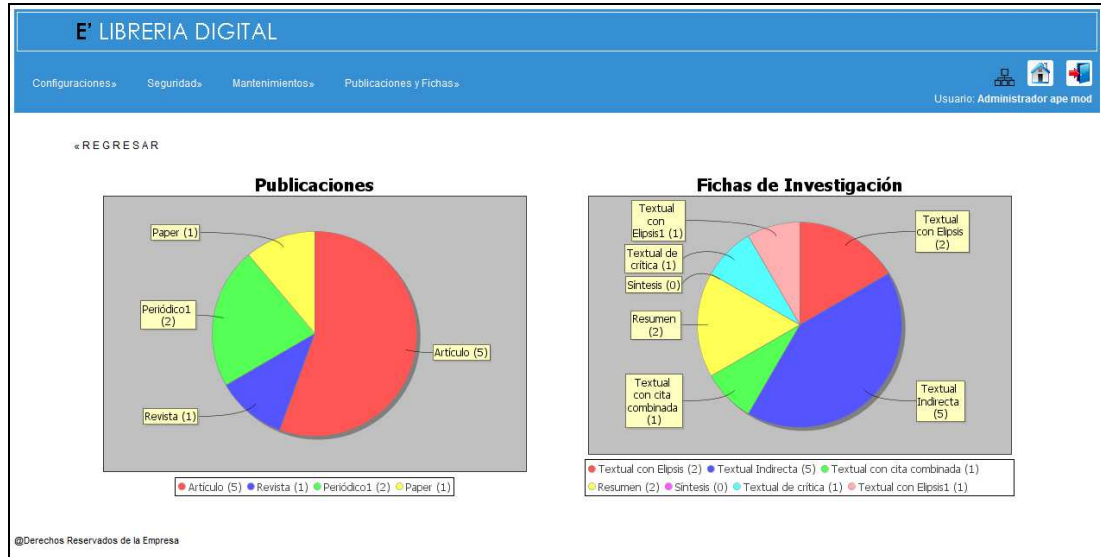 E' LIBRERIA DIGITAL
Configuraciones» Seguridad» Mantenimientos» Publicaciones y Fichas»
Usuario: Administrador ape mod
«REGRESAR
Publicaciones
Paper (1)
Periódico1
(2)
Artículo (5)
Revista (1)
Artículo (5) Revista (1) Periódico1 (2) Paper (1)
Fichas de Investigación
Textual
con
Elipsis1 (1)
Textual
con Elipsis
(2)
Textual de
crítica (1)
Síntesis (0)
Resumen
(2)
Textual
con cita
combinada
(1)
Textual
Indirecta
(5)
Textual con Elipsis (2) Textual Indirecta (5) Textual con cita combinada (1)
Resumen (2) Síntesis (0) Textual de crítica (1) Textual con Elipsis1 (1)
@Derechos Reservados de la Empresa